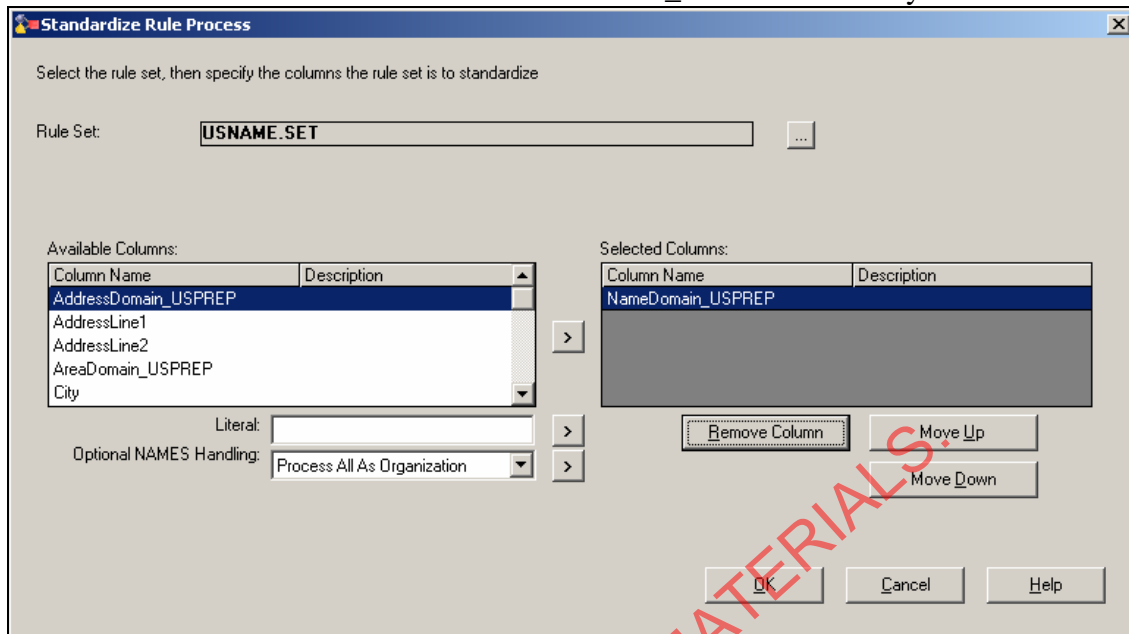 Standardize Rule Process
Select the rule set, then specify the columns the rule set is to standardize
Rule Set: USNAME.SET ...
Available Columns: Selected Columns:
Column Name Description Column Name Description
AddressDomain_USPREP NameDomain_USPREP
AddressLine1
AddressLine2 >
AreaDomain_USPREP
City
Literal: > Remove Column Move Up
Optional NAMES Handling: Process All As Organization > Move Down
OK Cancel Help
MATERIALS.